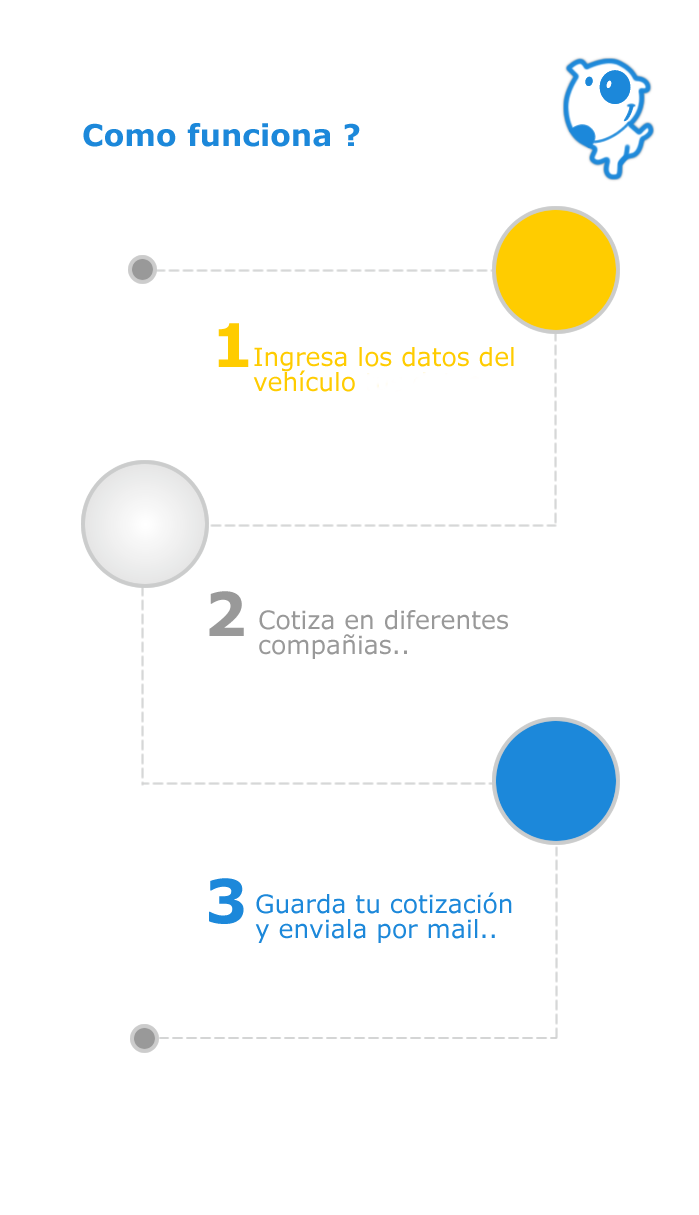 Como funciona ?
1 Ingresa los datos del
vehículo
2 Cotiza en diferentes
compañias..
3 Guarda tu cotización
y enviala por mail..